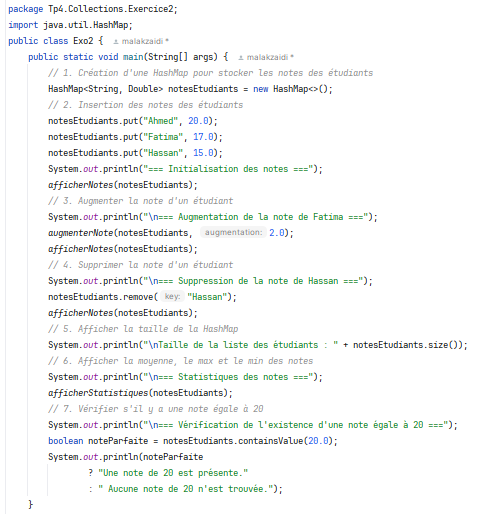 package Tp4.Collections.Exercice2;
import java.util.HashMap;
public class Exo2 { malakzaidi *
public static void main(String[] args) { malakzaidi *
// 1. Création d'une HashMap pour stocker les notes des étudiants
HashMap<String, Double> notesEtudiants = new HashMap<>();
// 2. Insertion des notes des étudiants
notesEtudiants.put("Ahmed", 20.0);
notesEtudiants.put("Fatima", 17.0);
notesEtudiants.put("Hassan", 15.0);
System.out.println("=== Initialisation des notes ===");
afficherNotes(notesEtudiants);
// 3. Augmenter la note d'un étudiant
System.out.println("\n=== Augmentation de la note de Fatima ===");
augmenterNote(notesEtudiants, augmentation: 2.0);
afficherNotes(notesEtudiants);
// 4. Supprimer la note d'un étudiant
System.out.println("\n=== Suppression de la note de Hassan ===");
notesEtudiants.remove( key: "Hassan");
afficherNotes(notesEtudiants);
// 5. Afficher la taille de la HashMap
System.out.println("\nTaille de la liste des étudiants : " + notesEtudiants.size());
// 6. Afficher la moyenne, le max et le min des notes
System.out.println("\n=== Statistiques des notes ===");
afficherStatistiques(notesEtudiants);
// 7. Vérifier s'il y a une note égale à 20
System.out.println("\n=== Vérification de l'existence d'une note égale à 20 ===");
boolean noteParfaite = notesEtudiants.containsValue(20.0);
System.out.println(noteParfaite
? "Une note de 20 est présente."
: " Aucune note de 20 n'est trouvée.");
}